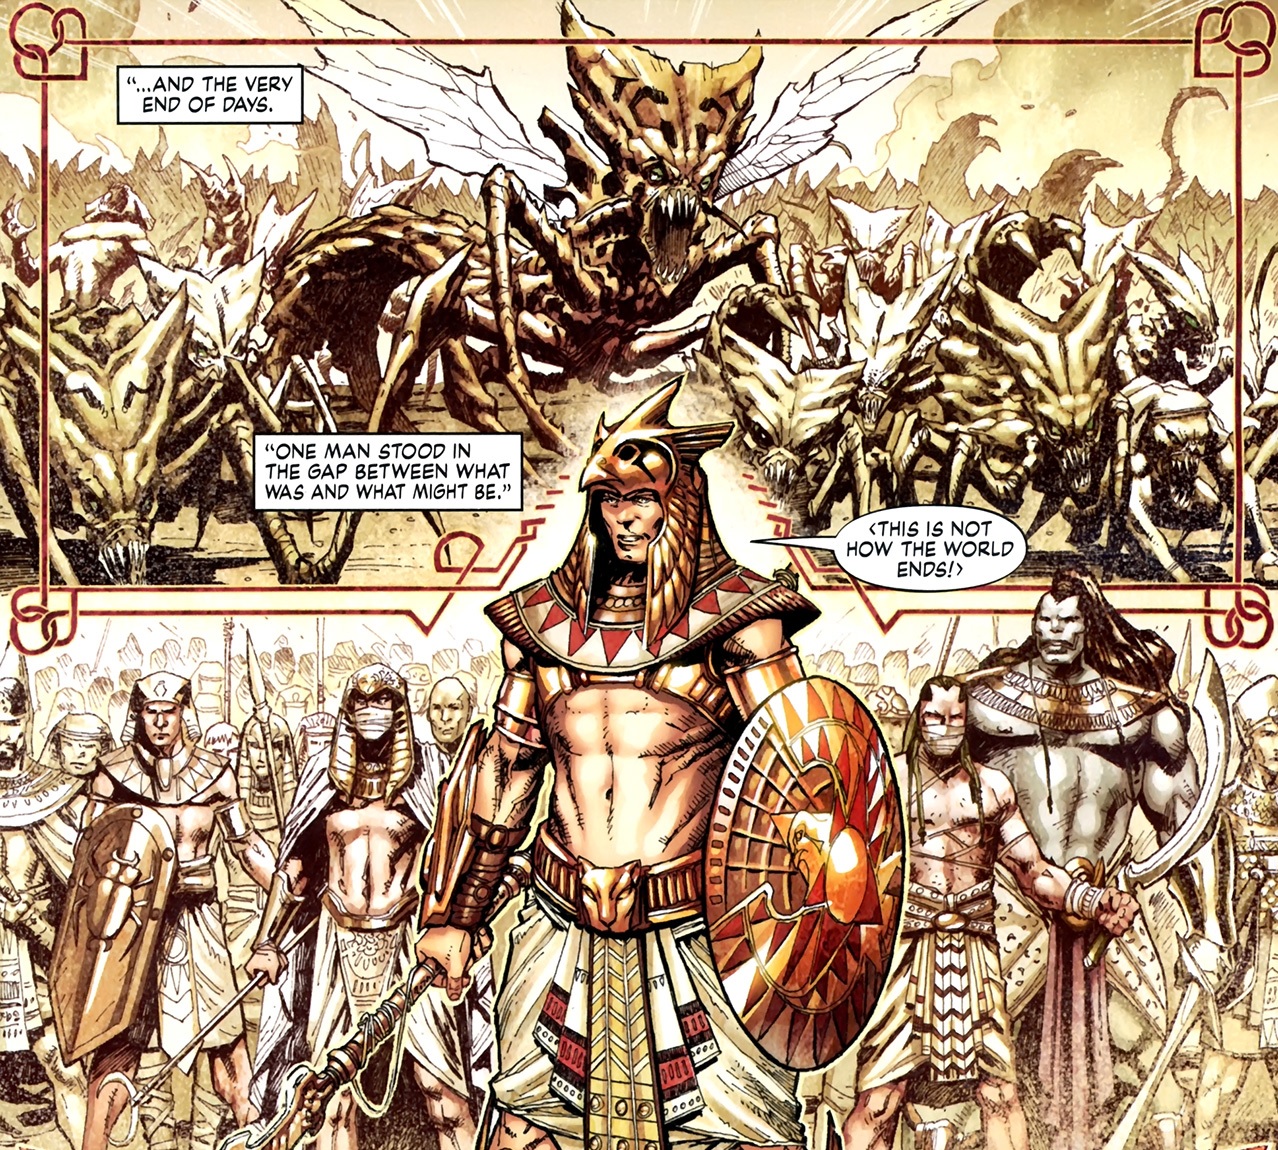 “...AND THE VERY
END OF DAYS.
“ONE MAN STOOD IN
THE GAP BETWEEN WHAT
WAS AND WHAT MIGHT BE.”
<THIS IS NOT
HOW THE WORLD
ENDS!>